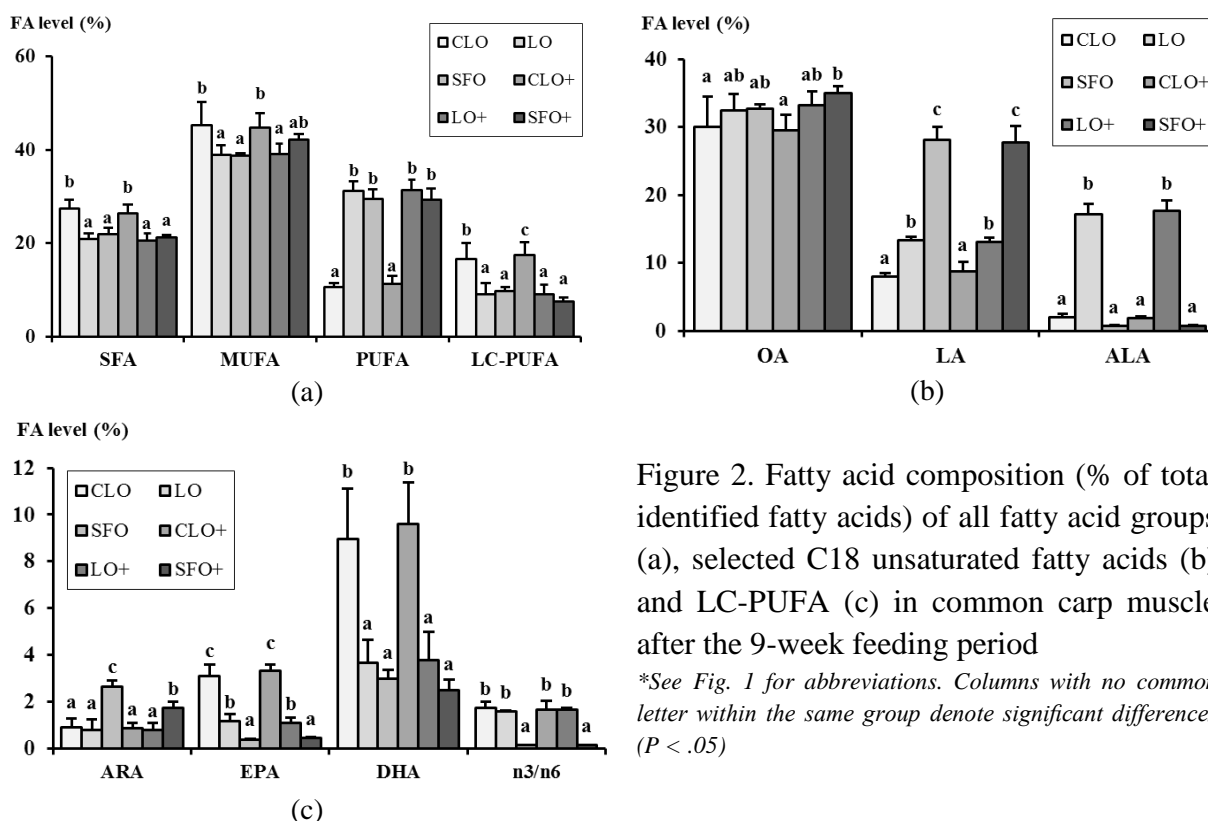 FA level (%)
CLO LO
SFO CLO+
LO+ SFO+
60
40
20
0
b a a b a a
b a a b a ab
a b b a b b
b a a c a a
SFA MUFA PUFA LC-PUFA
(a)
FA level (%)
CLO LO
SFO CLO+
LO+ SFO+
40
30
20
10
0
a ab ab a ab b
a b c a b c
a b a a b a
OA LA ALA
(b)
FA level (%)
CLO LO
SFO CLO+
LO+ SFO+
12
10
8
6
4
2
0
a a c a a b
c b a c b a
b a a b a a
b b a b b a
ARA EPA DHA n3/n6
(c)
Figure 2. Fatty acid composition (% of total
identified fatty acids) of all fatty acid groups
(a), selected C18 unsaturated fatty acids (b)
and LC-PUFA (c) in common carp muscle
after the 9-week feeding period
*See Fig. 1 for abbreviations. Columns with no common
letter within the same group denote significant difference
(P < .05)